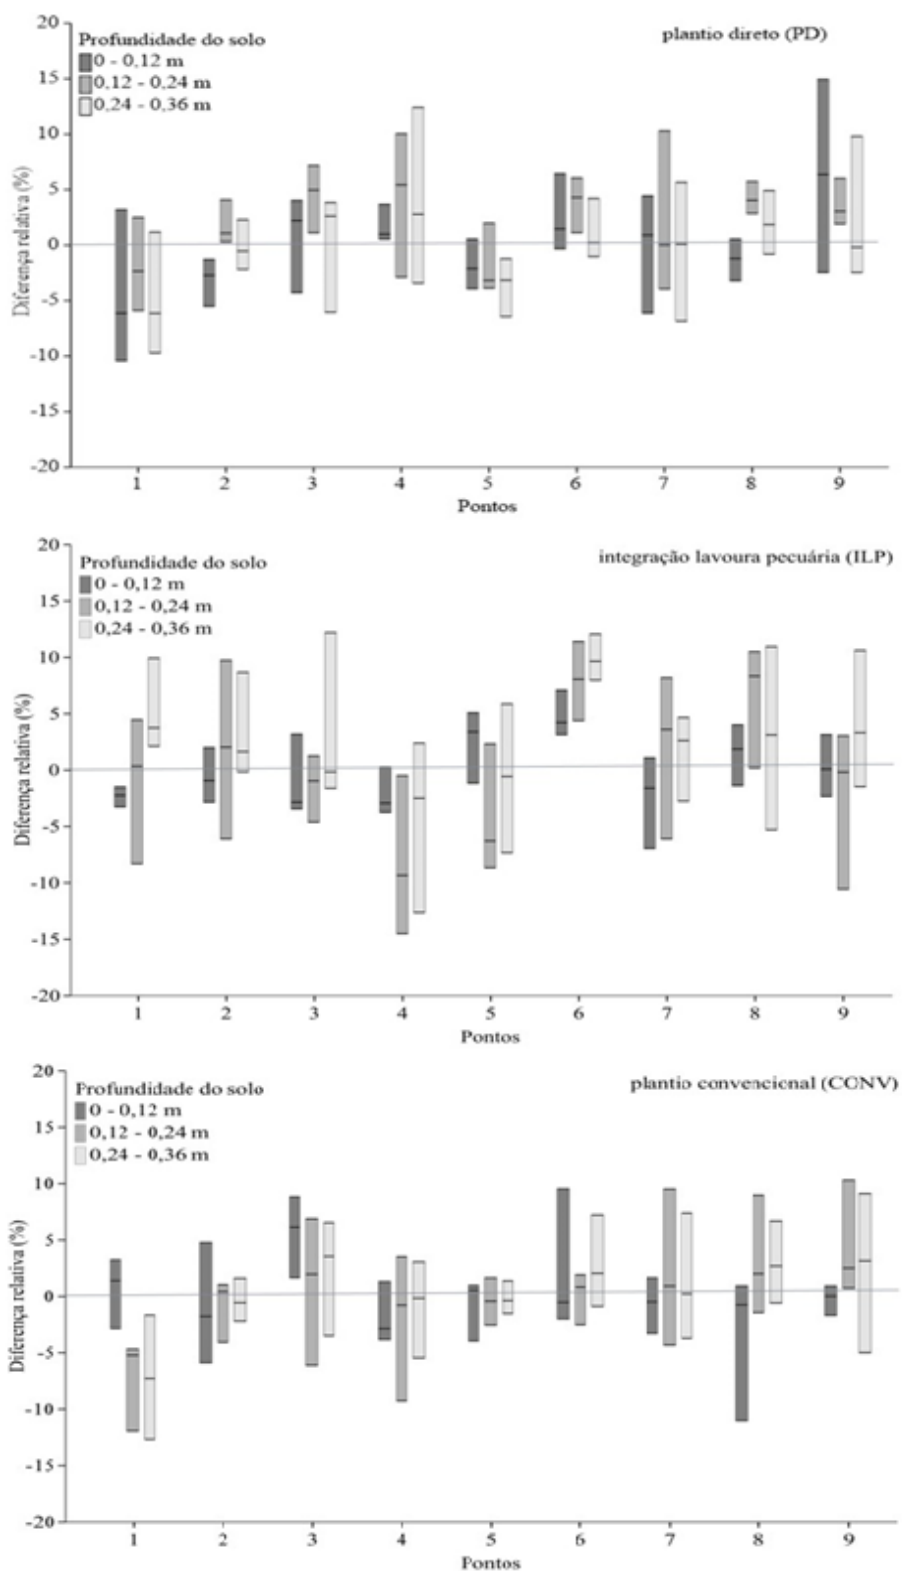 plantio direto (PD)
Profundidade do solo
0 - 0,12 m
0,12 - 0,24 m
0,24 - 0,36 m
Diferença relativa (%)
20
15
10
5
0
-5
-10
-15
-20
1 2 3 4 5 6 7 8 9
Pontos
integração lavoura pecuária (ILP)
Profundidade do solo
0 - 0,12 m
0,12 - 0,24 m
0,24 - 0,36 m
Diferença relativa (%)
20
15
10
5
0
-5
-10
-15
-20
1 2 3 4 5 6 7 8 9
Pontos
plantio convencional (CONV)
Profundidade do solo
0 - 0,12 m
0,12 - 0,24 m
0,24 - 0,36 m
Diferença relativa (%)
20
15
10
5
0
-5
-10
-15
-20
1 2 3 4 5 6 7 8 9
Pontos